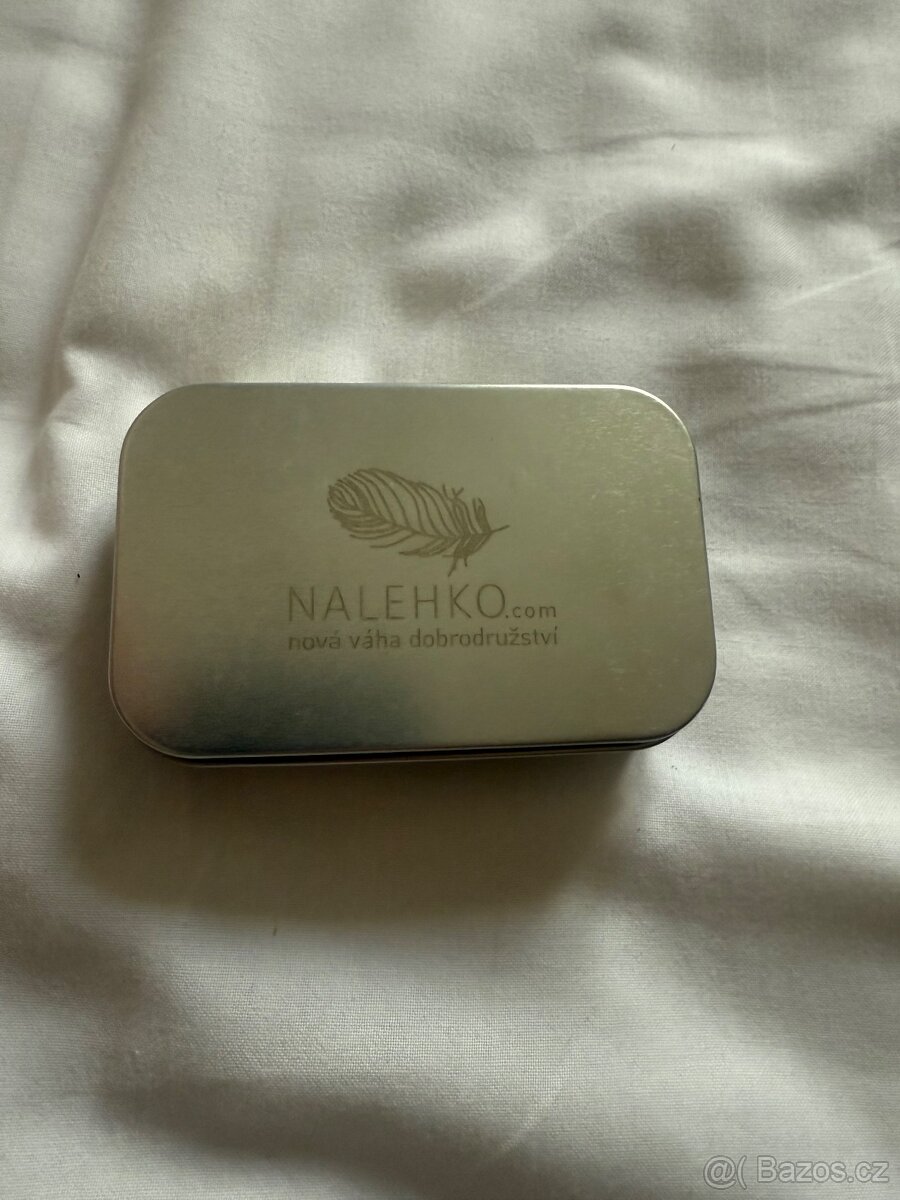 NALEHKO.com
nová váha dobrodružství
@( Bazos.cz